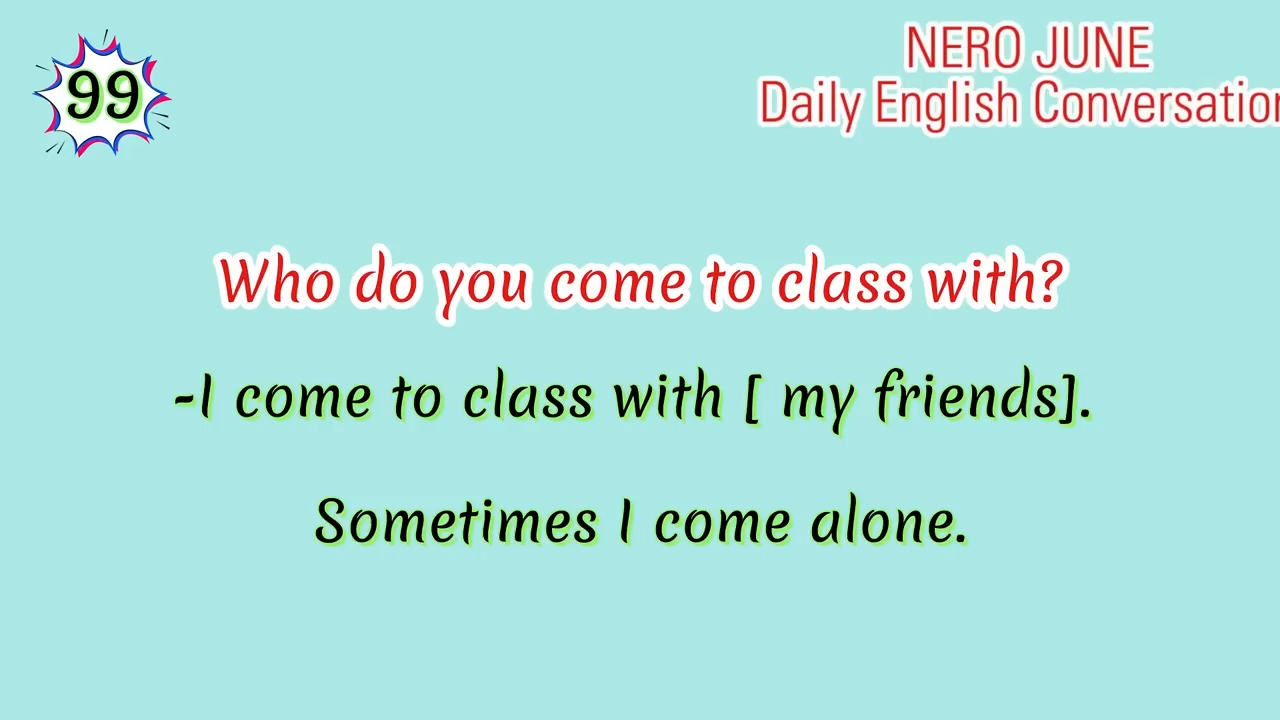 99
NERO JUNE
Daily English Conversation
Who do you come to class with?
-I come to class with [ my friends].
Sometimes I come alone.